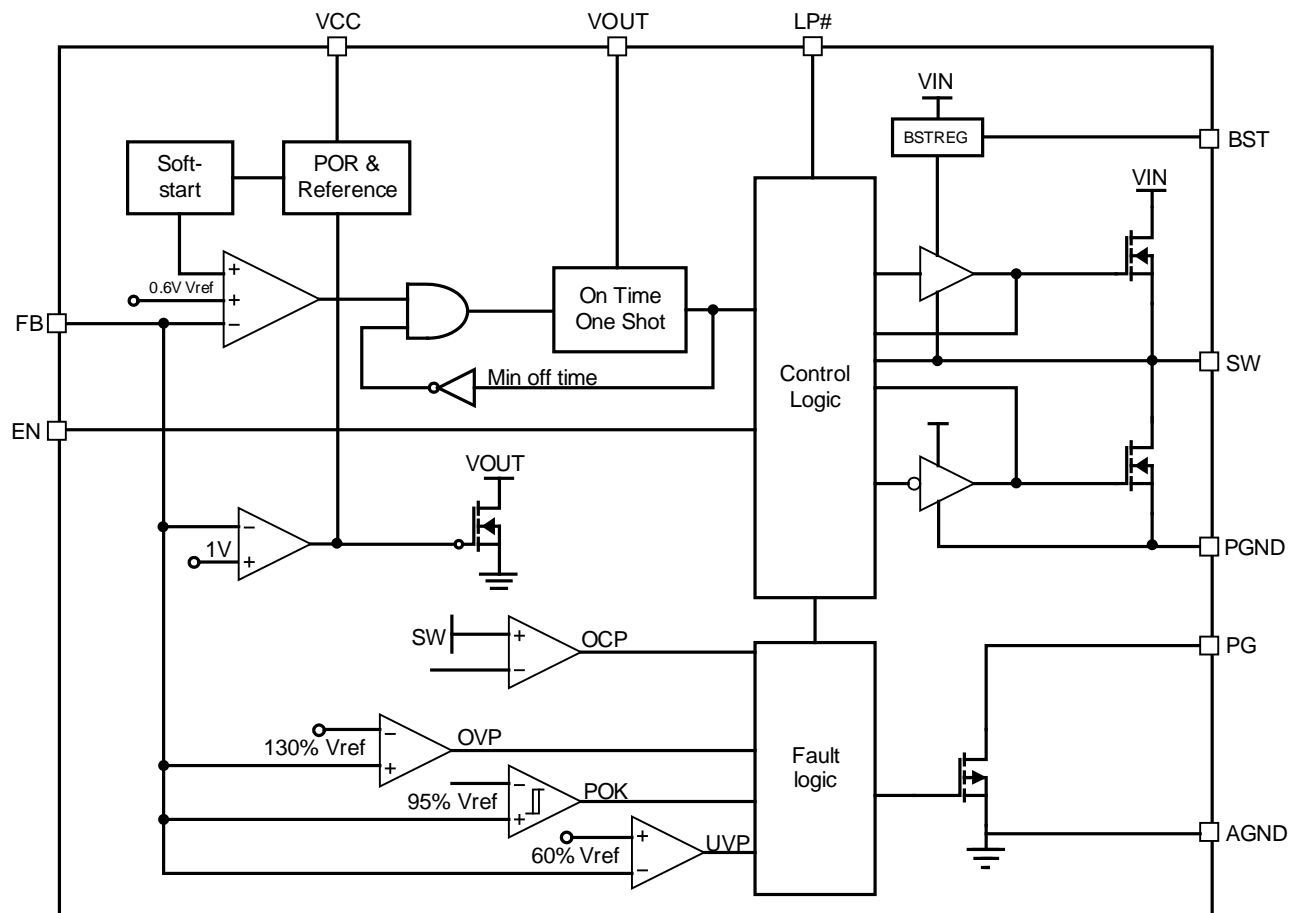 VCC
VOUT
LP#
VIN
BSTREG
BST
Soft-
start
POR &
Reference
VIN
+
0.6V Vref
+
−
FB
On Time
One Shot
Min off time
Control
Logic
SW
EN
VOUT
−
1V
+
PGND
SW
+
−
OCP
PG
130% Vref
−
+
OVP
Fault
logic
95% Vref
−
+
POK
60% Vref
+
−
UVP
AGND